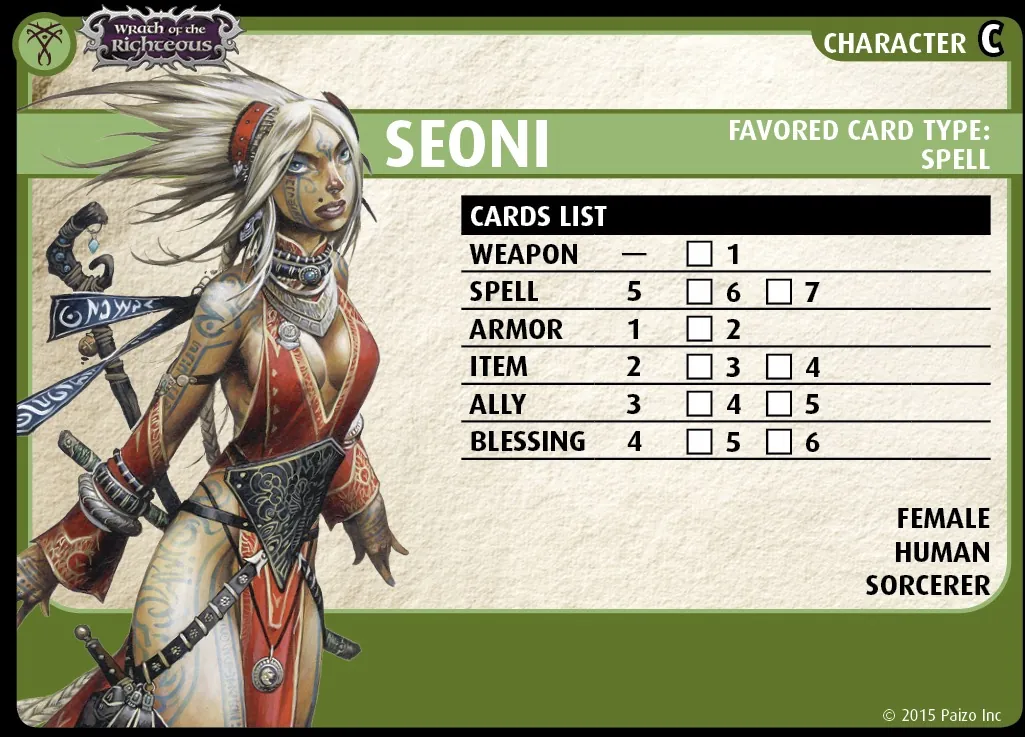 WRATH OF THE
RIGHTEOUS
CHARACTER C
SEONI
FAVORED CARD TYPE:
SPELL
CARDS LIST
WEAPON — □ 1
SPELL 5 □ 6 □ 7
ARMOR 1 □ 2
ITEM 2 □ 3 □ 4
ALLY 3 □ 4 □ 5
BLESSING 4 □ 5 □ 6
FEMALE
HUMAN
SORCERER
© 2015 Paizo Inc